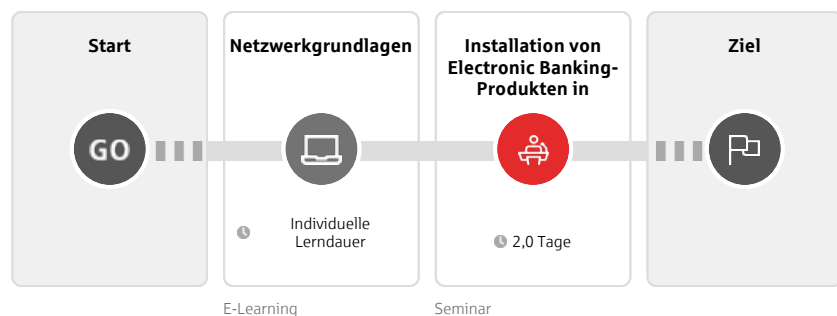 Start
Netzwerkgrundlagen
Installation von
Electronic Banking-
Produkten in
Ziel
GO
Individuelle
Lerndauer
2,0 Tage
E-Learning
Seminar